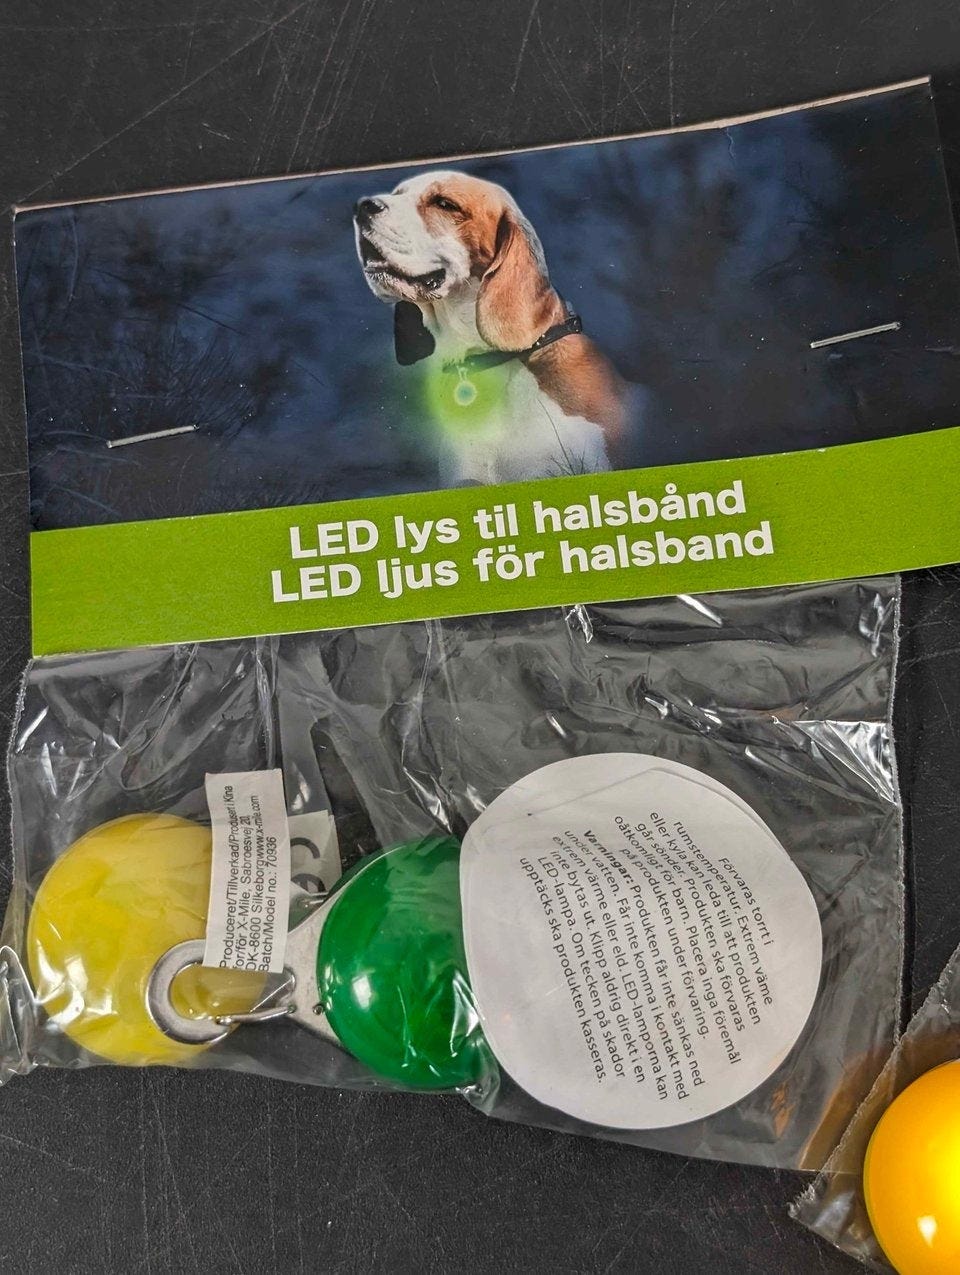 LED lys til halsbånd
LED ljus för halsband
Produceret/Tillverkad/Produsert i Kina
for/för X-Mile, Sabroesvej 20,
DK-8600 Silkeborgwww.x-mile.com
Batch/Model no.: 70936
CE
Förvaras torrt i
rumstemperatur. Extrem värme
eller kyla kan leda till att produkten
går sönder. Produkten ska förvaras
oåtkomligt för barn. Placera inga föremål
på produkten under förvaring.
Varningar: Produkten får inte sänkas ned
under vatten. Får inte komma i kontakt med
extrem värme eller eld. LED-lamporna kan
inte bytas ut. Klipp aldrig direkt i en
LED-lampa. Om tecken på skador
upptäcks ska produkten kasseras.